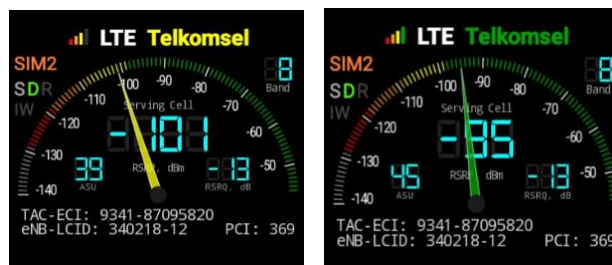 LTE Telkomsel
SIM2
8
Band
SDR
IW
-140
-130
-120
-110
-100
-90
-80
-70
-60
-50
Serving Cell
-101
39
ASU
RSRP, dBm
-13
RSRQ, dB
TAC-ECI: 9341-87095820
eNB-LCID: 340218-12 PCI: 369
LTE Telkomsel
SIM2
8
Band
SDR
IW
-140
-130
-120
-110
-100
-90
-80
-70
-60
-50
Serving Cell
-95
45
ASU
RSRP, dBm
-13
RSRQ, dB
TAC-ECI: 9341-87095820
eNB-LCID: 340218-12 PCI: 369